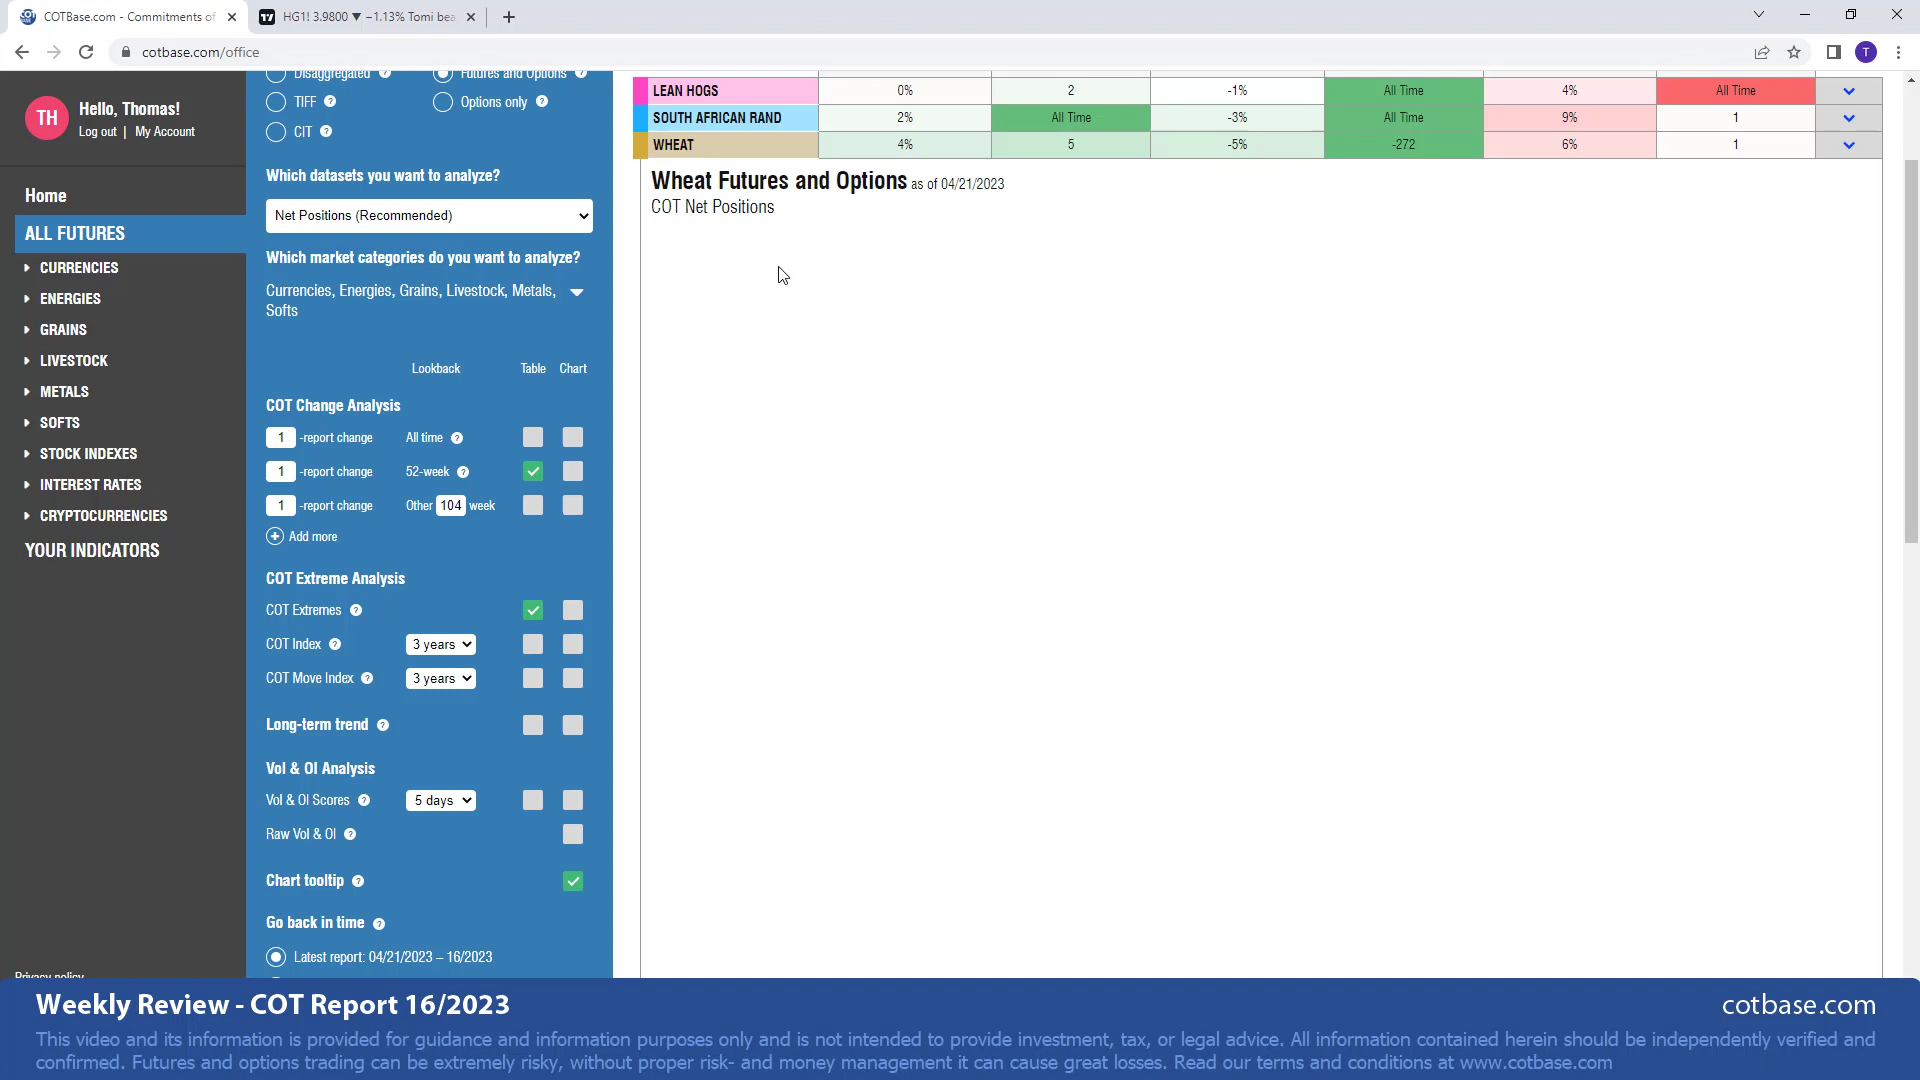 COTBase.com - Commitments of
HG1! 3.9800 ▼ −1.13% Tomi bea
cotbase.com/office
T
TH
Hello, Thomas!
Log out | My Account
Home
ALL FUTURES
CURRENCIES
ENERGIES
GRAINS
LIVESTOCK
METALS
SOFTS
STOCK INDEXES
INTEREST RATES
CRYPTOCURRENCIES
YOUR INDICATORS
Privacy policy
Disaggregated ? Futures and Options ?
TIFF ? Options only ?
CIT ?
Which datasets you want to analyze?
Net Positions (Recommended)
Which market categories do you want to analyze?
Currencies, Energies, Grains, Livestock, Metals,
Softs
Lookback Table Chart
COT Change Analysis
1 -report change All time ?
1 -report change 52-week ?
1 -report change Other 104 week
Add more
COT Extreme Analysis
COT Extremes ?
COT Index ? 3 years
COT Move Index ? 3 years
Long-term trend ?
Vol & OI Analysis
Vol & OI Scores ? 5 days
Raw Vol & OI ?
Chart tooltip ?
Go back in time ?
Latest report: 04/21/2023 – 16/2023
LEAN HOGS 0% 2 -1% All Time 4% All Time
SOUTH AFRICAN RAND 2% All Time -3% All Time 9% 1
WHEAT 4% 5 -5% -272 6% 1
Wheat Futures and Options as of 04/21/2023
COT Net Positions
Weekly Review - COT Report 16/2023
cotbase.com
This video and its information is provided for guidance and information purposes only and is not intended to provide investment, tax, or legal advice. All information contained herein should be independently verified and
confirmed. Futures and options trading can be extremely risky, without proper risk- and money management it can cause great losses. Read our terms and conditions at www.cotbase.com